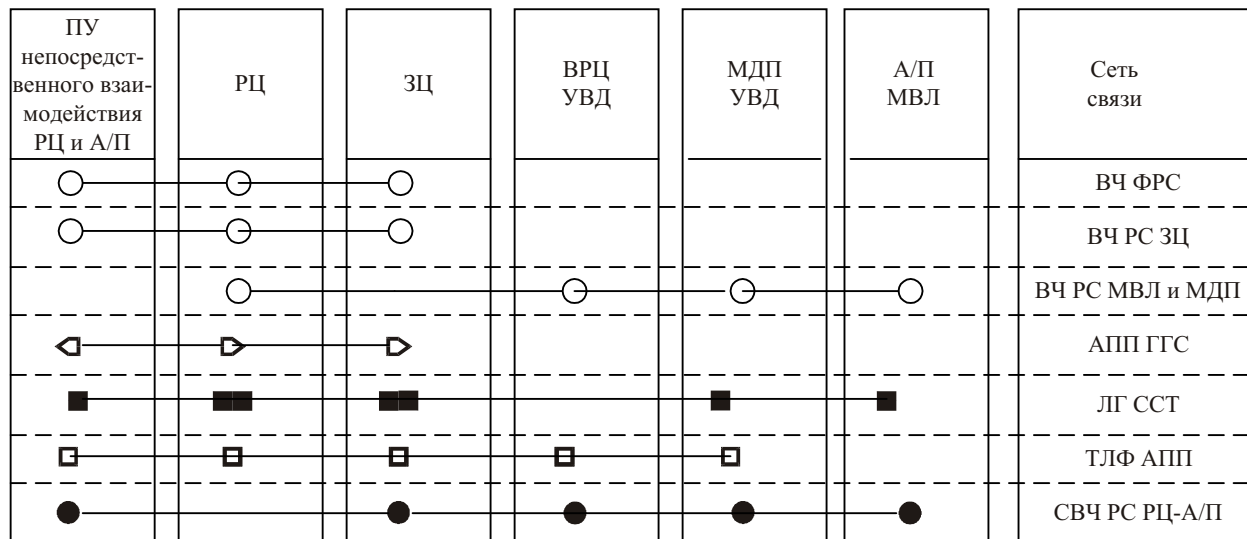 ПУ
непосредст-
венного взаи-
модействия
РЦ и А/П
РЦ
ЗЦ
ВРЦ
УВД
МДП
УВД
А/П
МВЛ
Сеть
связи
ВЧ ФРС
ВЧ РС ЗЦ
ВЧ РС МВЛ и МДП
АПП ГГС
ЛГ ССТ
ТЛФ АПП
СВЧ РС РЦ-А/П